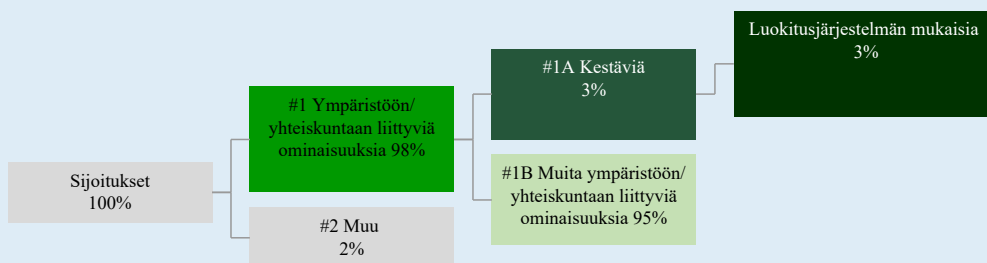 Sijoitukset
100%
#1 Ympäristöön/
yhteiskuntaan liittyviä
ominaisuuksia 98%
#2 Muu
2%
#1A Kestäviä
3%
#1B Muita ympäristöön/
yhteiskuntaan liittyviä
ominaisuuksia 95%
Luokitusjärjestelmän mukaisia
3%